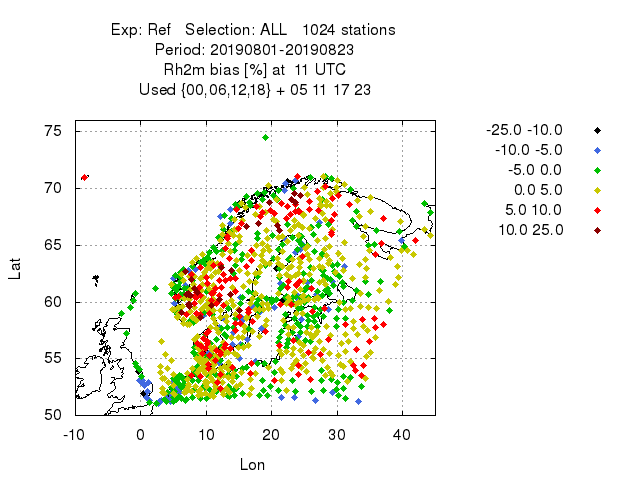 Exp: Ref Selection: ALL 1024 stations
Period: 20190801-20190823
Rh2m bias [%] at 11 UTC
Used {00,06,12,18} + 05 11 17 23
-25.0 -10.0
-10.0 -5.0
-5.0 0.0
0.0 5.0
5.0 10.0
10.0 25.0
75
70
65
60
55
50
Lat
-10 0 10 20 30 40
Lon